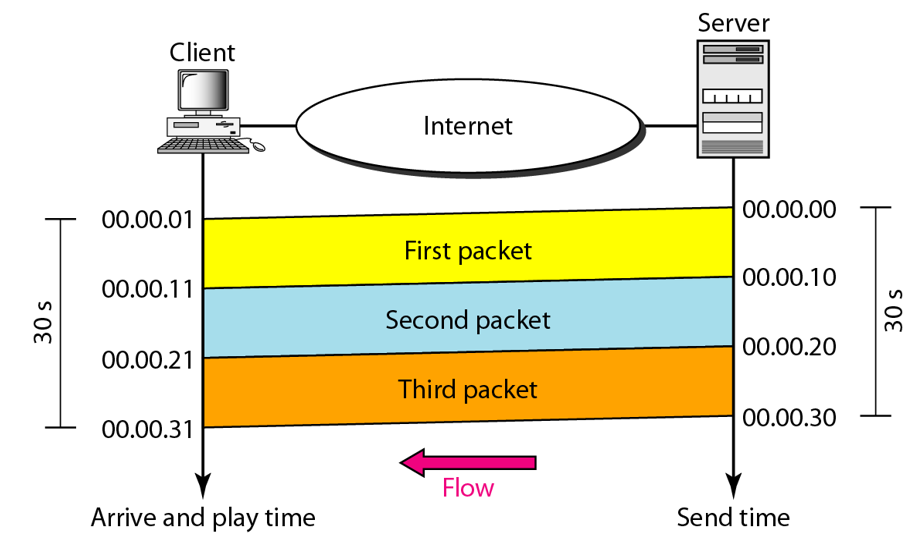 Server
Client
Internet
00.00.01
00.00.00
First packet
00.00.11
00.00.10
30 s
Second packet
30 s
00.00.21
00.00.20
Third packet
00.00.31
00.00.30
Flow
Arrive and play time
Send time